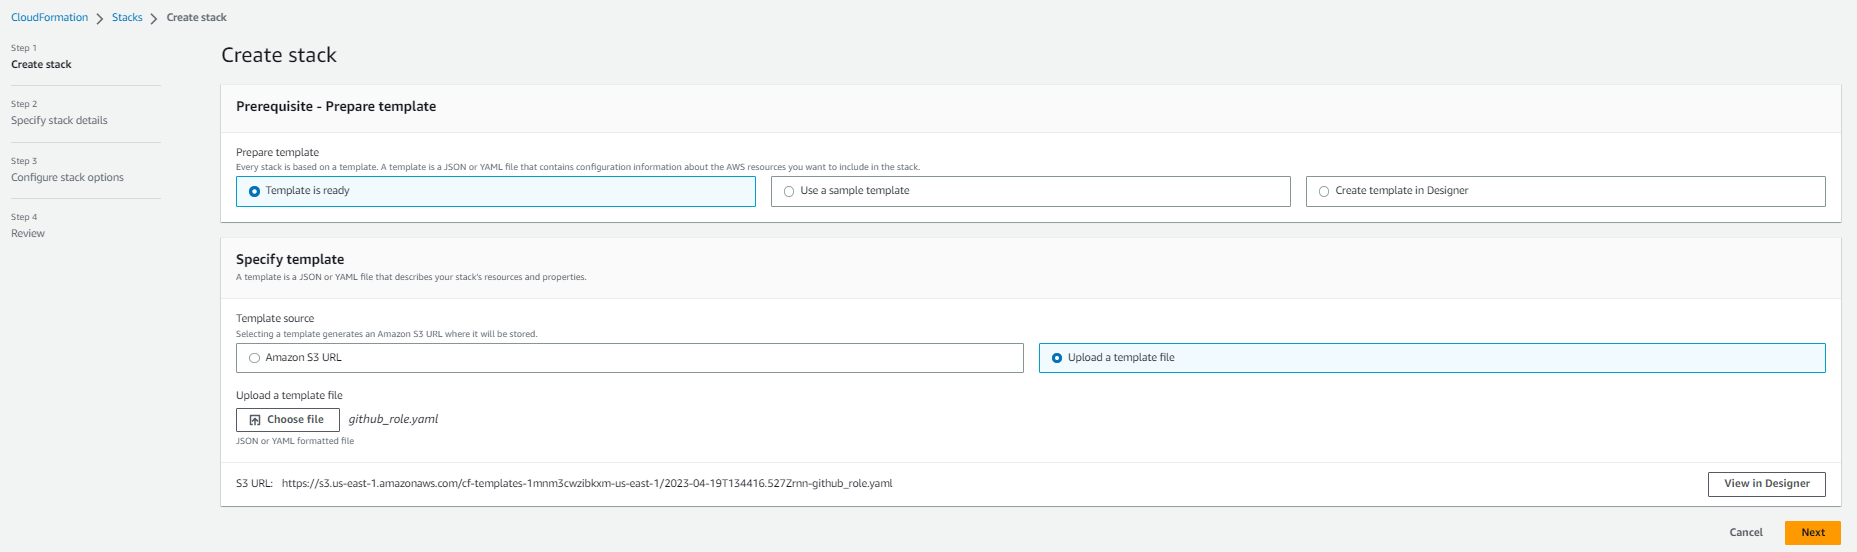 CloudFormation > Stacks > Create stack
Step 1
Create stack
Step 2
Specify stack details
Step 3
Configure stack options
Step 4
Review
Create stack
Prerequisite - Prepare template
Prepare template
Every stack is based on a template. A template is a JSON or YAML file that contains configuration information about the AWS resources you want to include in the stack.
Template is ready
Use a sample template
Create template in Designer
Specify template
A template is a JSON or YAML file that describes your stack's resources and properties.
Template source
Selecting a template generates an Amazon S3 URL where it will be stored.
Amazon S3 URL
Upload a template file
Upload a template file
Choose file github_role.yaml
JSON or YAML formatted file
S3 URL: https://s3.us-east-1.amazonaws.com/cf-templates-1mnm3cwzibkxm-us-east-1/2023-04-19T134416.527Zrnn-github_role.yaml
View in Designer
Cancel
Next